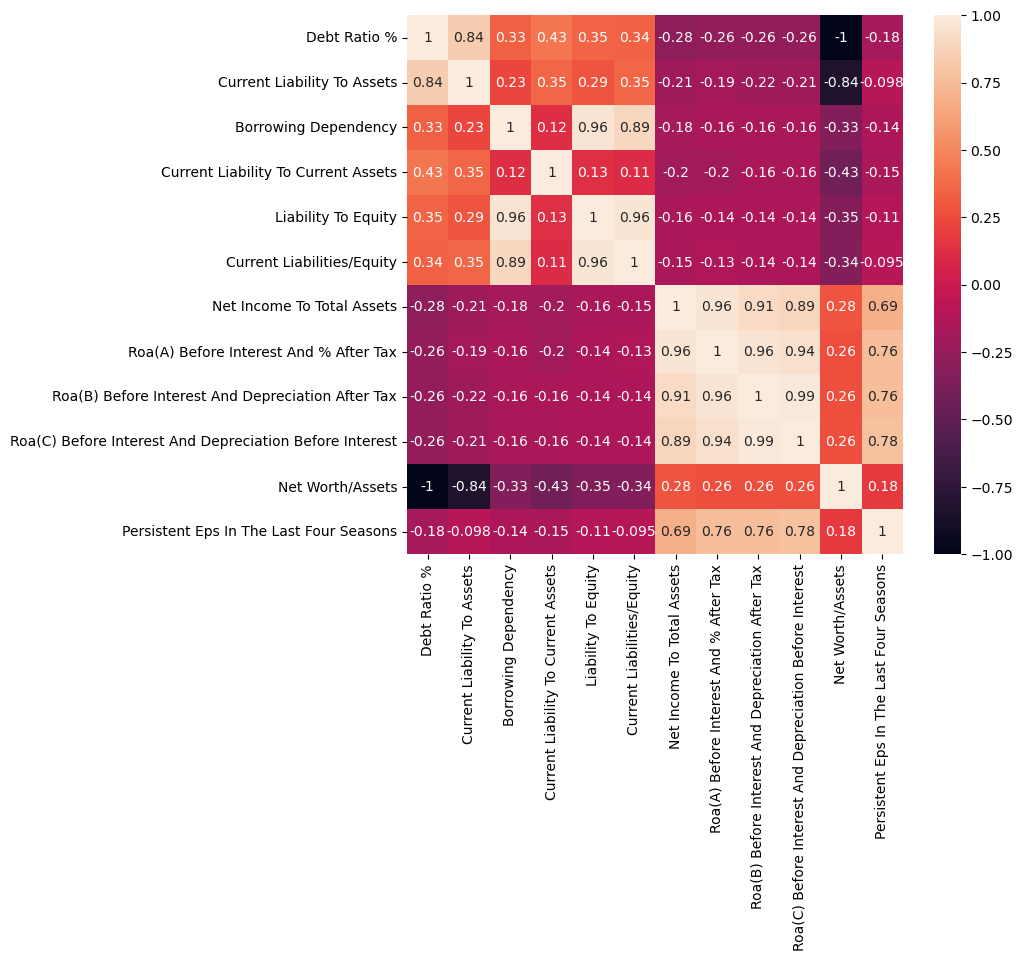 Debt Ratio % 1 0.84 0.33 0.43 0.35 0.34 -0.28 -0.26 -0.26 -0.26 -1 -0.18
Current Liability To Assets 0.84 1 0.23 0.35 0.29 0.35 -0.21 -0.19 -0.22 -0.21 -0.84 -0.098
Borrowing Dependency 0.33 0.23 1 0.12 0.96 0.89 -0.18 -0.16 -0.16 -0.16 -0.33 -0.14
Current Liability To Current Assets 0.43 0.35 0.12 1 0.13 0.11 -0.2 -0.2 -0.16 -0.16 -0.43 -0.15
Liability To Equity 0.35 0.29 0.96 0.13 1 0.96 -0.16 -0.14 -0.14 -0.14 -0.35 -0.11
Current Liabilities/Equity 0.34 0.35 0.89 0.11 0.96 1 -0.15 -0.13 -0.14 -0.14 -0.34 -0.095
Net Income To Total Assets -0.28 -0.21 -0.18 -0.2 -0.16 -0.15 1 0.96 0.91 0.89 0.28 0.69
Roa(A) Before Interest And % After Tax -0.26 -0.19 -0.16 -0.2 -0.14 -0.13 0.96 1 0.96 0.94 0.26 0.76
Roa(B) Before Interest And Depreciation After Tax -0.26 -0.22 -0.16 -0.16 -0.14 -0.14 0.91 0.96 1 0.99 0.26 0.76
Roa(C) Before Interest And Depreciation Before Interest -0.26 -0.21 -0.16 -0.16 -0.14 -0.14 0.89 0.94 0.99 1 0.26 0.78
Net Worth/Assets -1 -0.84 -0.33 -0.43 -0.35 -0.34 0.28 0.26 0.26 0.26 1 0.18
Persistent Eps In The Last Four Seasons -0.18 -0.098 -0.14 -0.15 -0.11 -0.095 0.69 0.76 0.76 0.78 0.18 1
Debt Ratio %
Current Liability To Assets
Borrowing Dependency
Current Liability To Current Assets
Liability To Equity
Current Liabilities/Equity
Net Income To Total Assets
Roa(A) Before Interest And % After Tax
Roa(B) Before Interest And Depreciation After Tax
Roa(C) Before Interest And Depreciation Before Interest
Net Worth/Assets
Persistent Eps In The Last Four Seasons
1.00
0.75
0.50
0.25
0.00
−0.25
−0.50
−0.75
−1.00